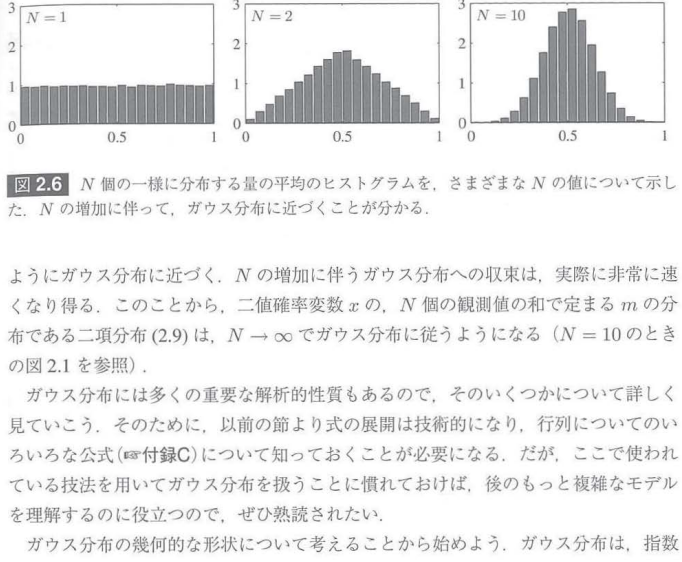 3
2
1
0
N = 1
0
0.5
1
3
2
1
0
N = 2
0
0.5
1
3
2
1
0
N = 10
0
0.5
1
図 2.6 N 個の一様に分布する量の平均のヒストグラムを，さまざまな N の値について示し
た．N の増加に伴って，ガウス分布に近づくことが分かる．
ようにガウス分布に近づく．N の増加に伴うガウス分布への収束は，実際に非常に速
くなり得る．このことから，二値確率変数 x の，N 個の観測値の和で定まる m の分
布である二項分布 (2.9) は，N → ∞ でガウス分布に従うようになる（N = 10 のとき
の図 2.1 を参照）．
ガウス分布には多くの重要な解析的性質もあるので，そのいくつかについて詳しく
見ていこう．そのために，以前の節より式の展開は技術的になり，行列についてのい
ろいろな公式(☞付録C)について知っておくことが必要になる．だが，ここで使われ
ている技法を用いてガウス分布を扱うことに慣れておけば，後のもっと複雑なモデル
を理解するのに役立つので，ぜひ熟読されたい．
ガウス分布の幾何的な形状について考えることから始めよう．ガウス分布は，指数